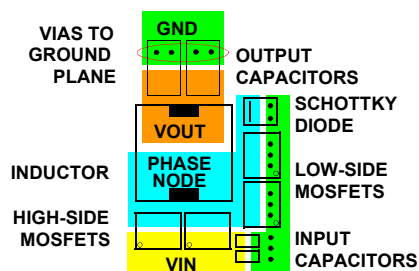 VIAS TO
GROUND
PLANE
GND
OUTPUT
CAPACITORS
SCHOTTKY
DIODE
VOUT
INDUCTOR
PHASE
NODE
LOW-SIDE
MOSFETS
HIGH-SIDE
MOSFETS
VIN
INPUT
CAPACITORS